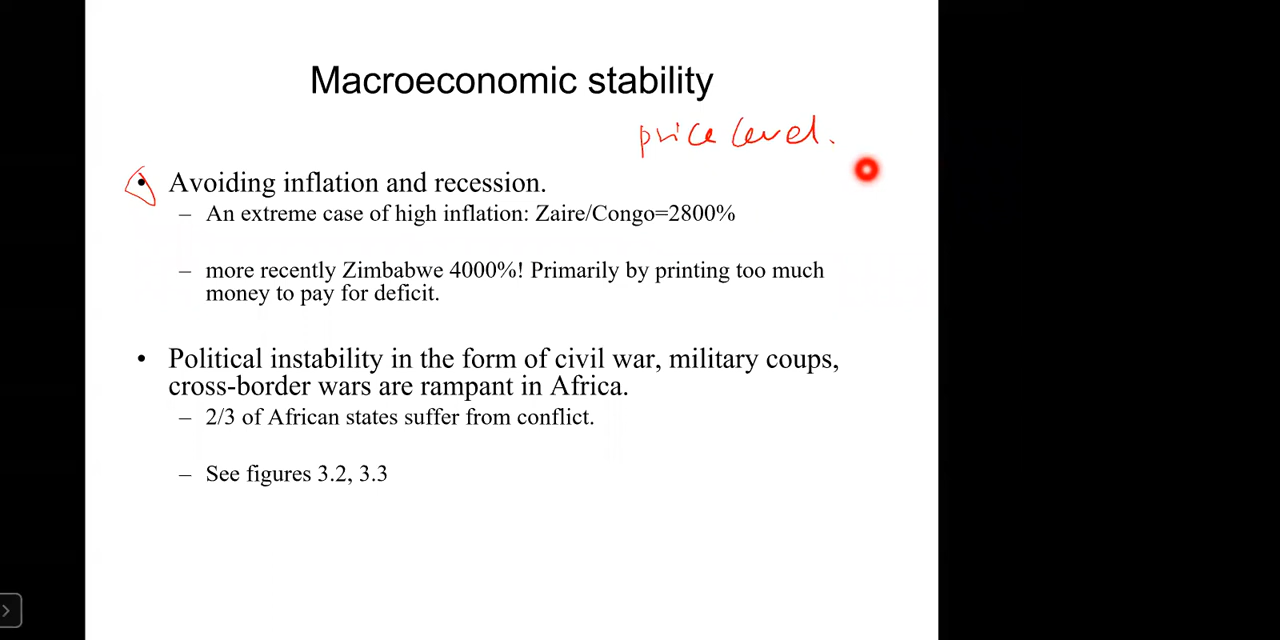 Macroeconomic stability
price level.
• Avoiding inflation and recession.
– An extreme case of high inflation: Zaire/Congo=2800%
– more recently Zimbabwe 4000%! Primarily by printing too much
money to pay for deficit.
• Political instability in the form of civil war, military coups,
cross-border wars are rampant in Africa.
– 2/3 of African states suffer from conflict.
– See figures 3.2, 3.3